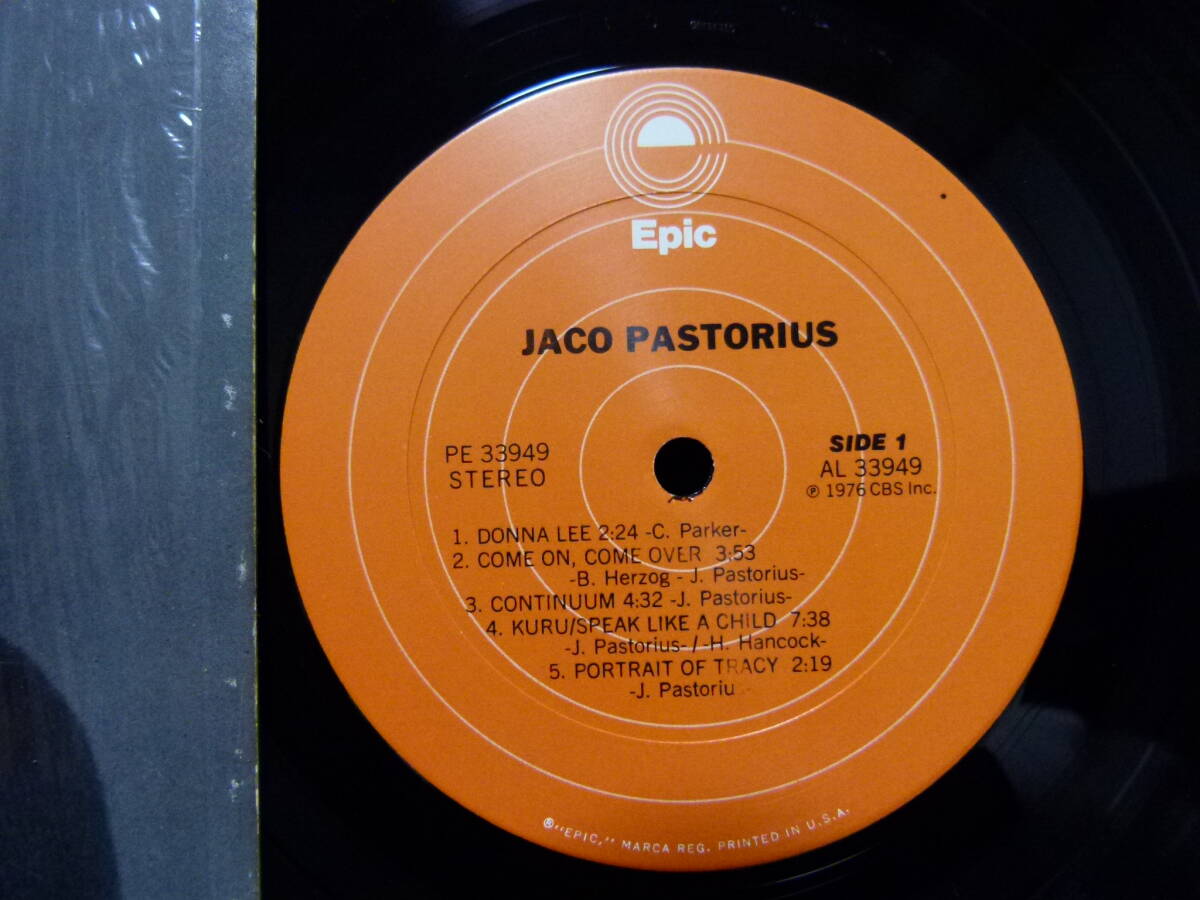 Epic
JACO PASTORIUS
PE 33949
STEREO
SIDE 1
AL 33949
℗ 1976 CBS Inc.
1. DONNA LEE 2:24 -C. Parker-
2. COME ON, COME OVER 3:53
-B. Herzog - J. Pastorius-
3. CONTINUUM 4:32 -J. Pastorius-
4. KURU/SPEAK LIKE A CHILD 7:38
-J. Pastorius-/-H. Hancock-
5. PORTRAIT OF TRACY 2:19
-J. Pastoriu -
®"EPIC," MARCA REG. PRINTED IN U.S.A.